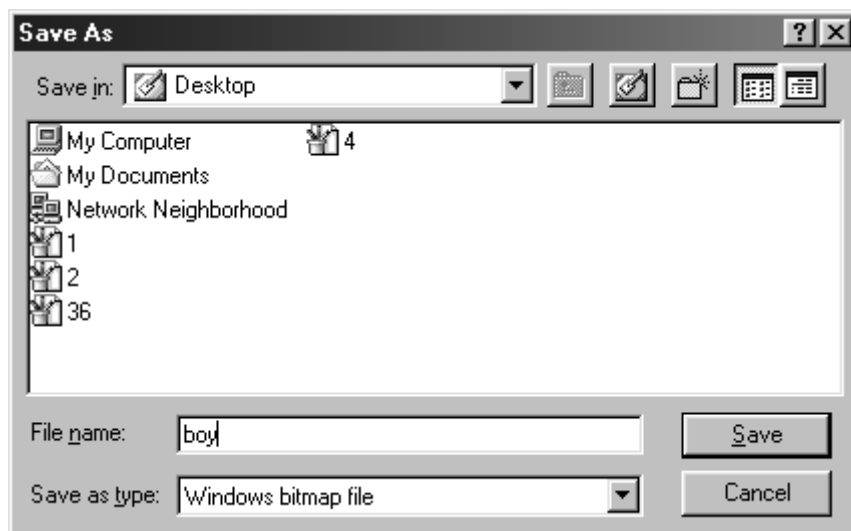 Save As
Save in: Desktop
My Computer 4
My Documents
Network Neighborhood
1
2
36
File name: boy Save
Save as type: Windows bitmap file Cancel